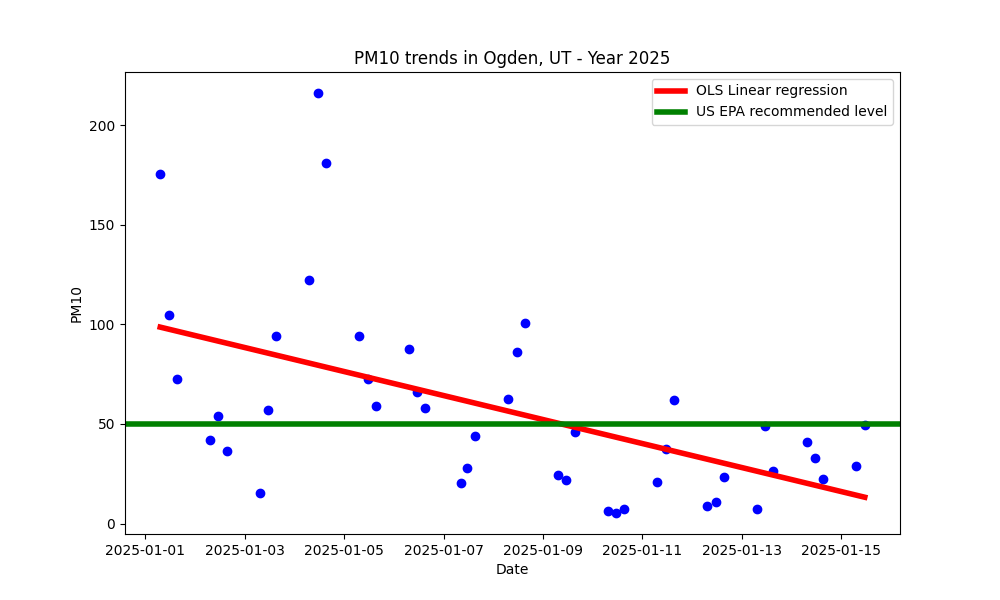 PM10 trends in Ogden, UT - Year 2025
OLS Linear regression
US EPA recommended level
200
150
100
50
0
PM10
2025-01-01 2025-01-03 2025-01-05 2025-01-07 2025-01-09 2025-01-11 2025-01-13 2025-01-15
Date